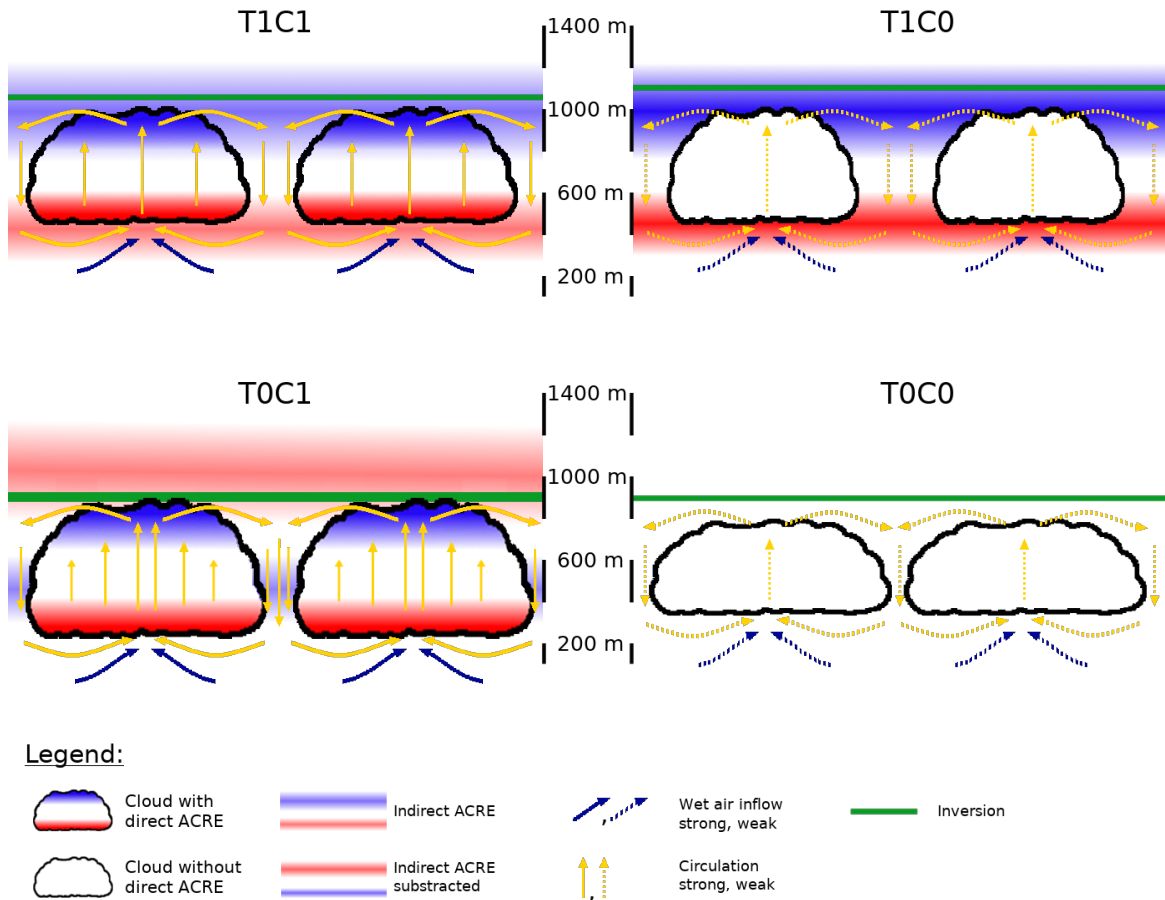 T1C1
1400 m
T1C0
1000 m
600 m
200 m
T0C1
1400 m
T0C0
1000 m
600 m
200 m
Legend:
Cloud with
direct ACRE
Indirect ACRE
,
Wet air inflow
strong, weak
Inversion
Cloud without
direct ACRE
Indirect ACRE
substracted
,
Circulation
strong, weak